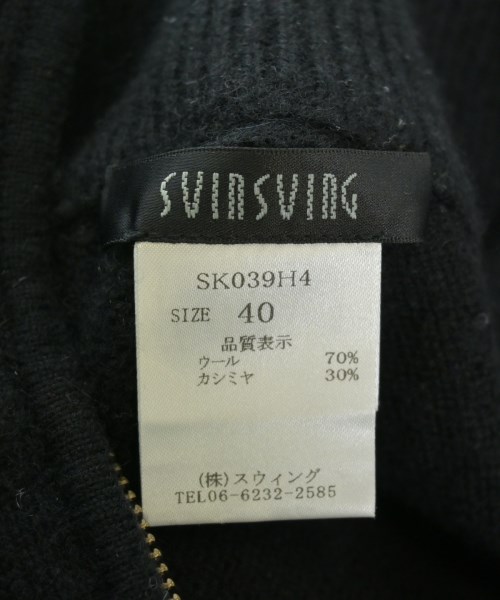 SVINSVING
SK039H4
SIZE 40
品質表示
ウール 70%
カシミヤ 30%
(株)スウィング
TEL06-6232-2585